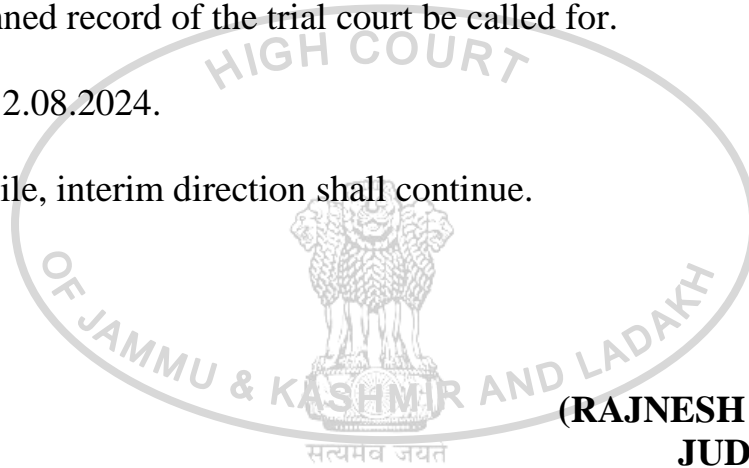 nned record of the trial court be called for.
2.08.2024.
ile, interim direction shall continue.
HIGH COURT
OF JAMMU & KASHMIR AND LADAKH
सत्यमेव जयते
(RAJNESH
JUD